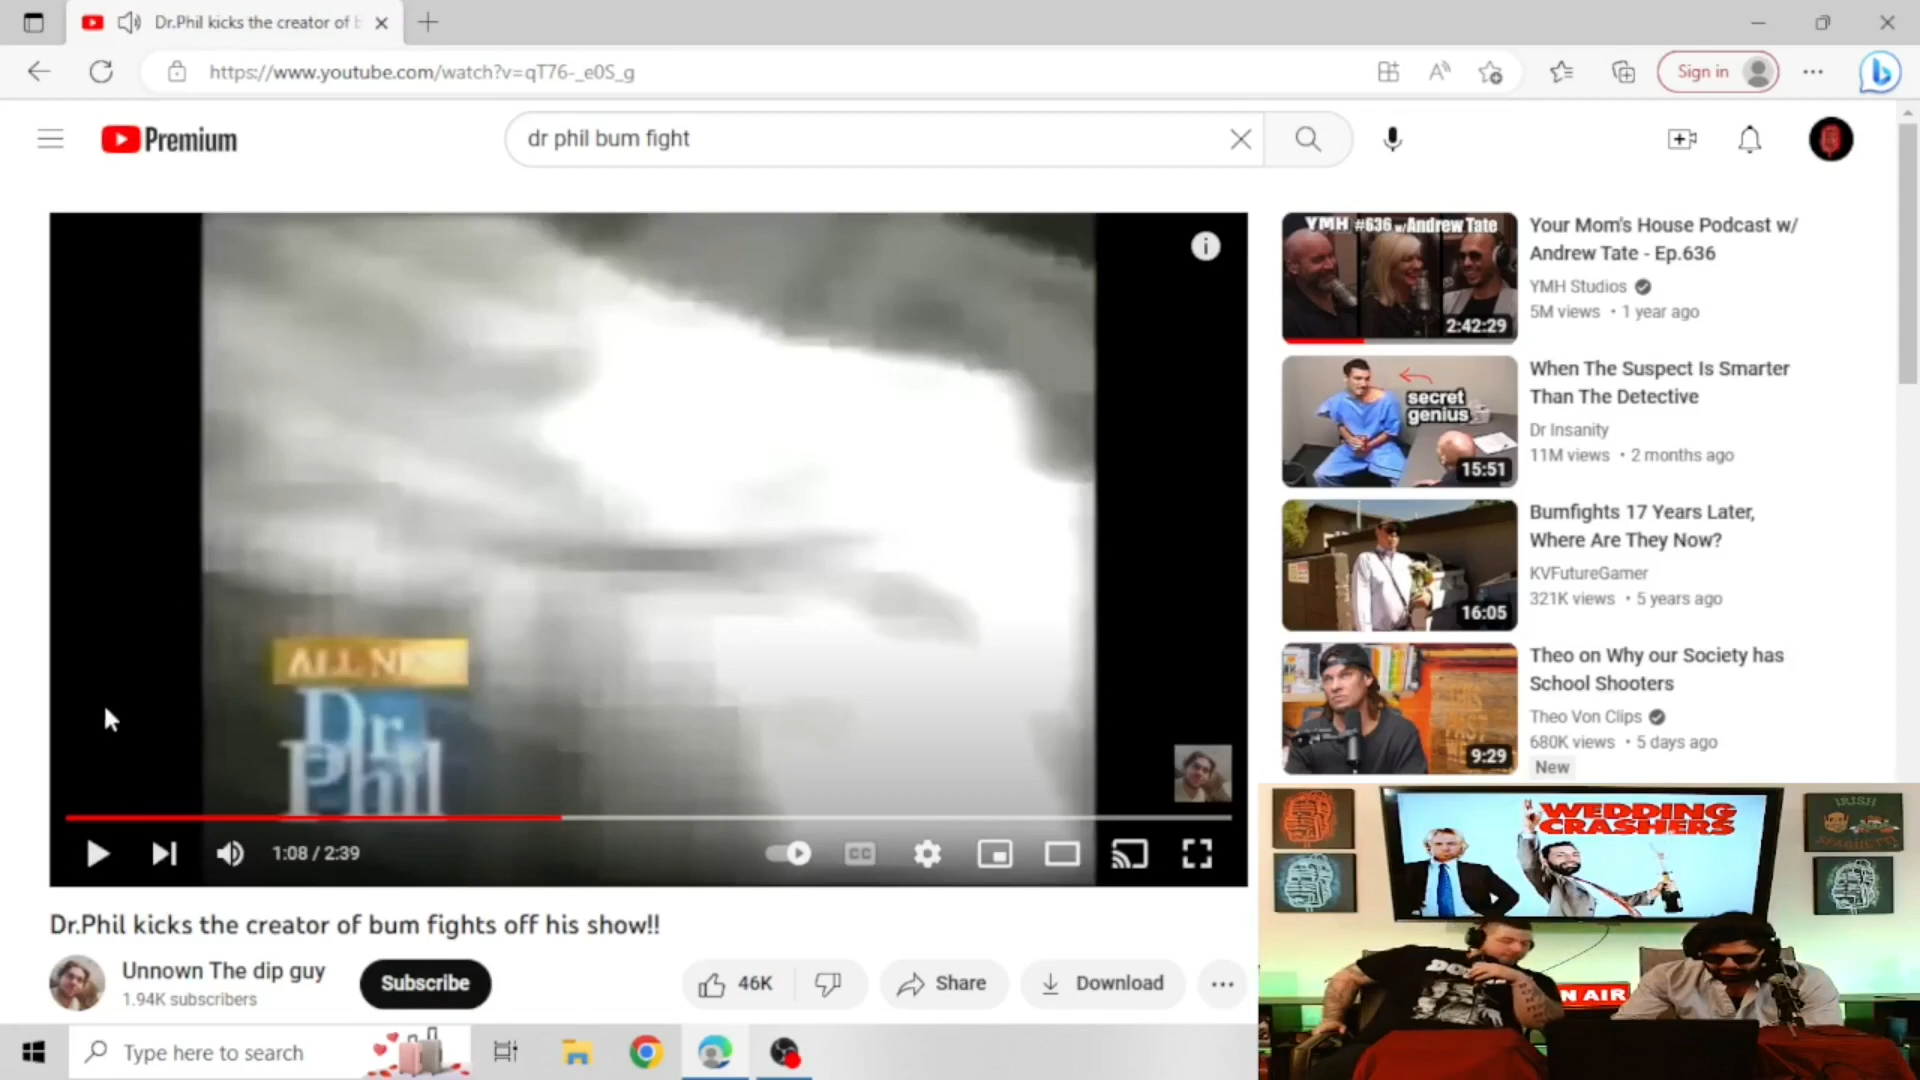 Dr.Phil kicks the creator of b
https://www.youtube.com/watch?v=qT76-_e0S_g
Sign in
Premium
dr phil bum fight
YMH #636 w/Andrew Tate
2:42:29
Your Mom's House Podcast w/
Andrew Tate - Ep.636
YMH Studios
5M views • 1 year ago
secret
genius
15:51
When The Suspect Is Smarter
Than The Detective
Dr Insanity
11M views • 2 months ago
16:05
Bumfights 17 Years Later,
Where Are They Now?
KVFutureGamer
321K views • 5 years ago
9:29
Theo on Why our Society has
School Shooters
Theo Von Clips
680K views • 5 days ago
New
ALL NE
Dr.
Phil
1:08 / 2:39
CC
Dr.Phil kicks the creator of bum fights off his show!!
Unnown The dip guy
1.94K subscribers
Subscribe
46K
Share
Download
WEDDING
CRASHERS
IRISH
SPAGHETTI
N AIR
Type here to search